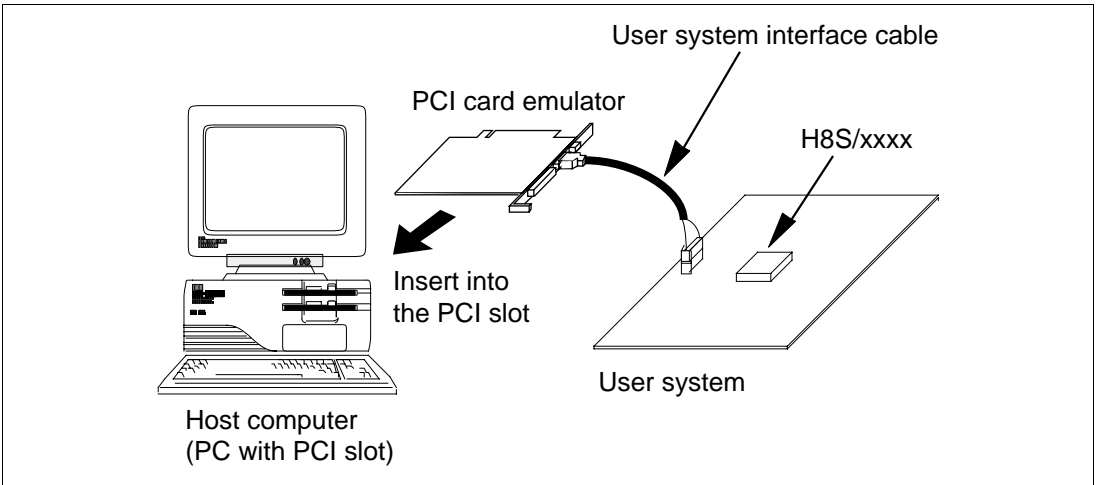 User system interface cable
PCI card emulator
H8S/xxxx
Insert into
the PCI slot
User system
Host computer
(PC with PCI slot)